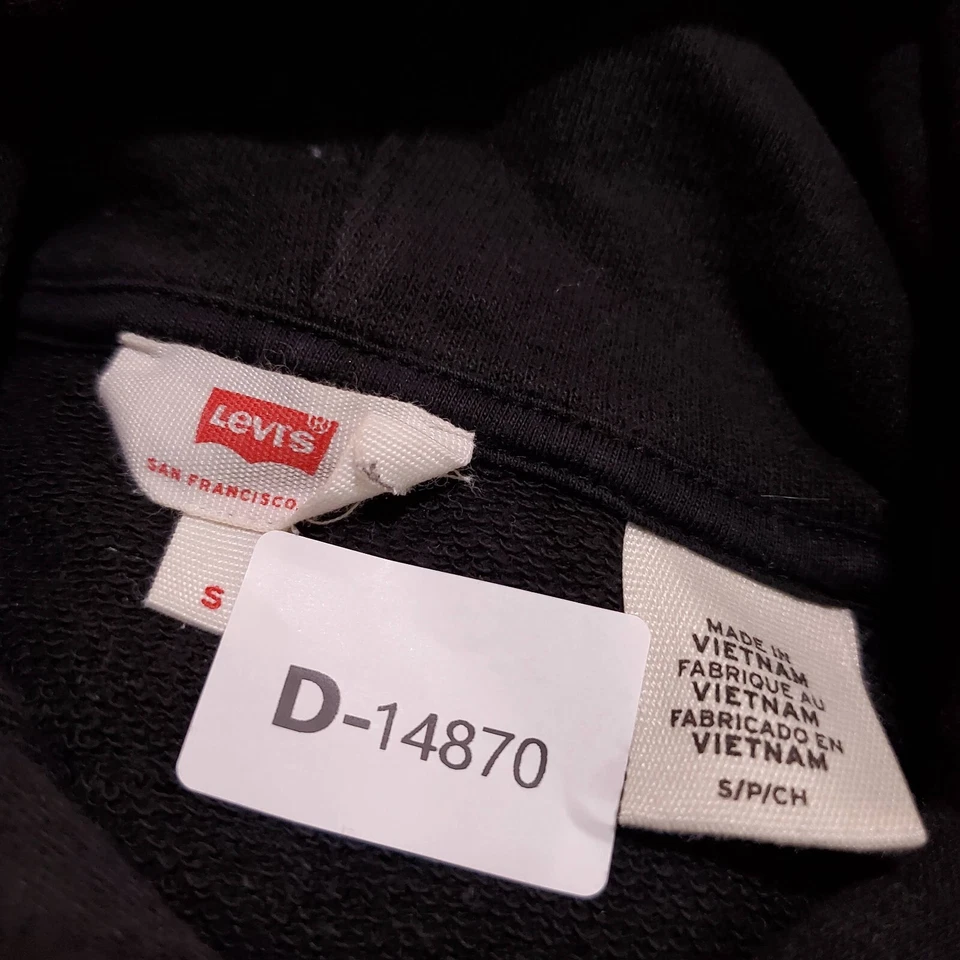 Levi's®
SAN FRANCISCO
S
D-14870
MADE IN
VIETNAM
FABRIQUE AU
VIETNAM
FABRICADO EN
VIETNAM
S/P/CH